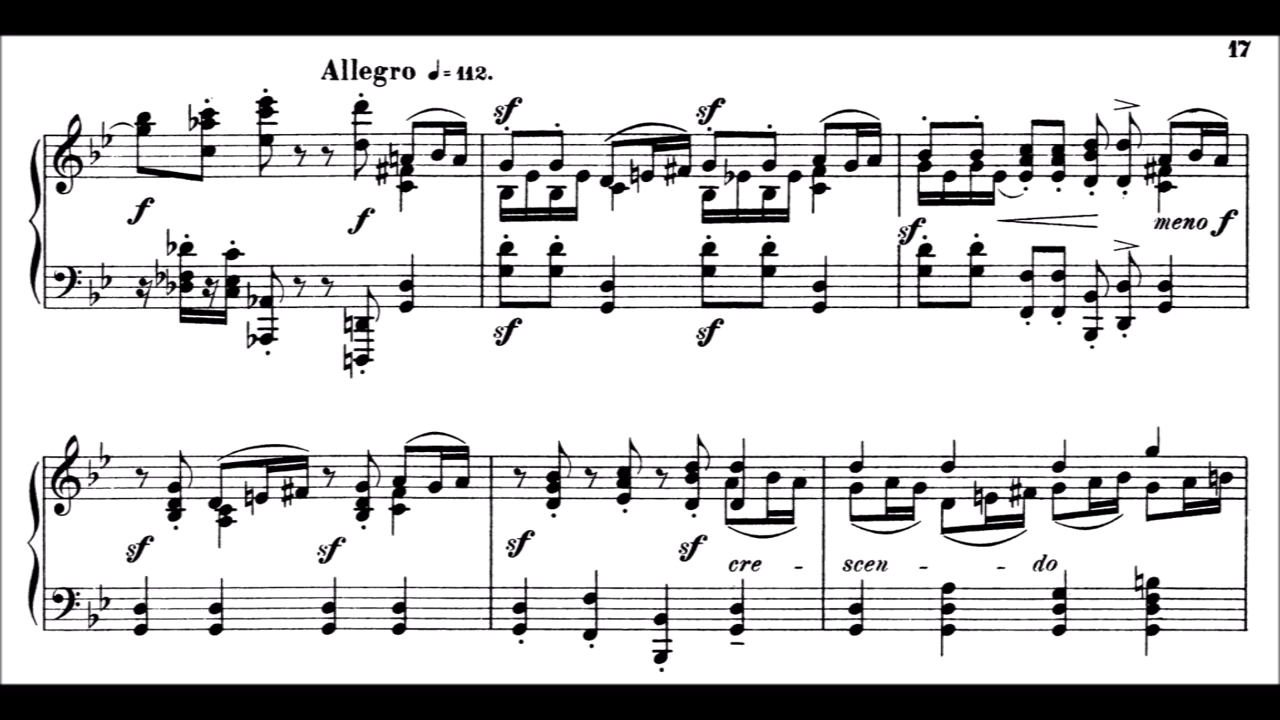 17
Allegro ♩= 112.
sf sf
f f meno f
sf
sf sf
sf sf sf sf
cre - scen - do